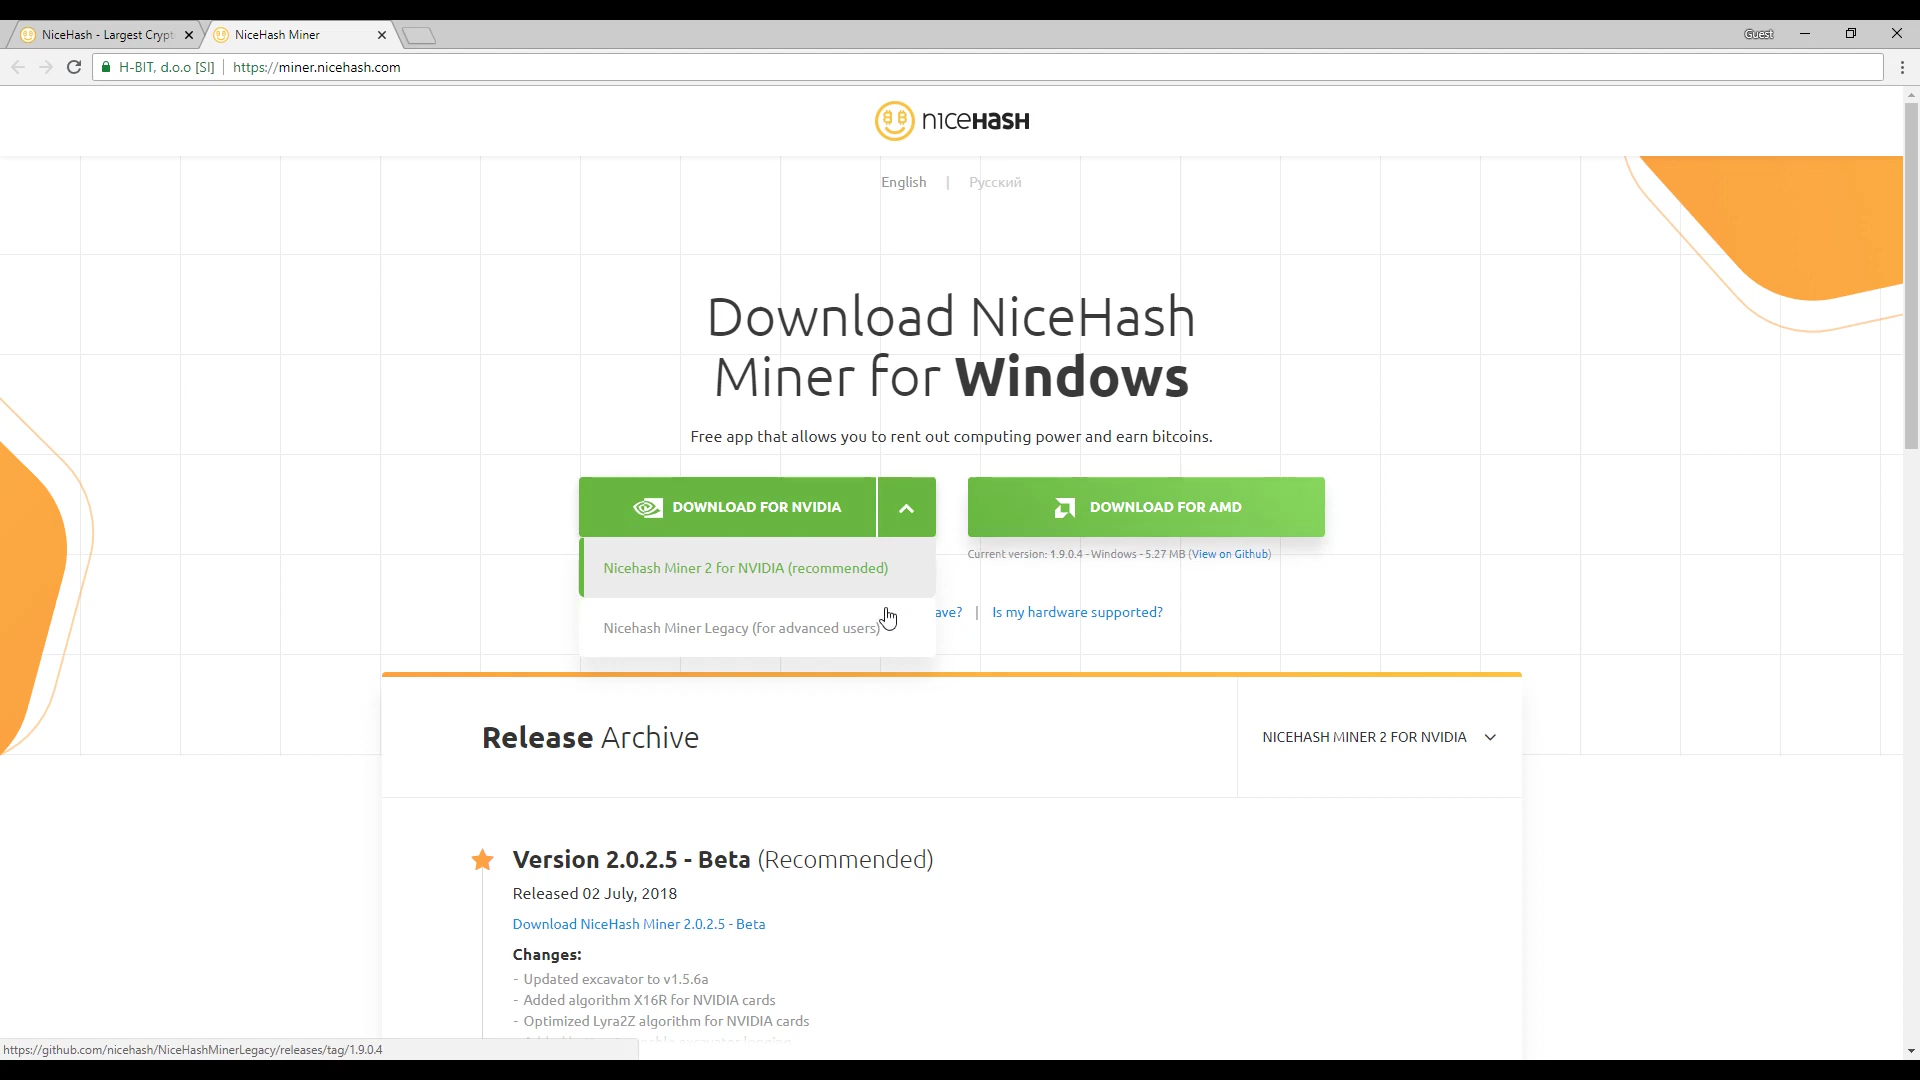 NiceHash - Largest Crypt
NiceHash Miner
Guest
H-BIT, d.o.o [SI]
https://miner.nicehash.com
nıceHasH
English | Русский
Download NiceHash
Miner for Windows
Free app that allows you to rent out computing power and earn bitcoins.
DOWNLOAD FOR NVIDIA
DOWNLOAD FOR AMD
Current version: 1.9.0.4 - Windows - 5.27 MB (View on Github)
Nicehash Miner 2 for NVIDIA (recommended)
ave? | Is my hardware supported?
Nicehash Miner Legacy (for advanced users)
Release Archive
NICEHASH MINER 2 FOR NVIDIA
Version 2.0.2.5 - Beta (Recommended)
Released 02 July, 2018
Download NiceHash Miner 2.0.2.5 - Beta
Changes:
- Updated excavator to v1.5.6a
- Added algorithm X16R for NVIDIA cards
- Optimized Lyra2Z algorithm for NVIDIA cards
https://github.com/nicehash/NiceHashMinerLegacy/releases/tag/1.9.0.4